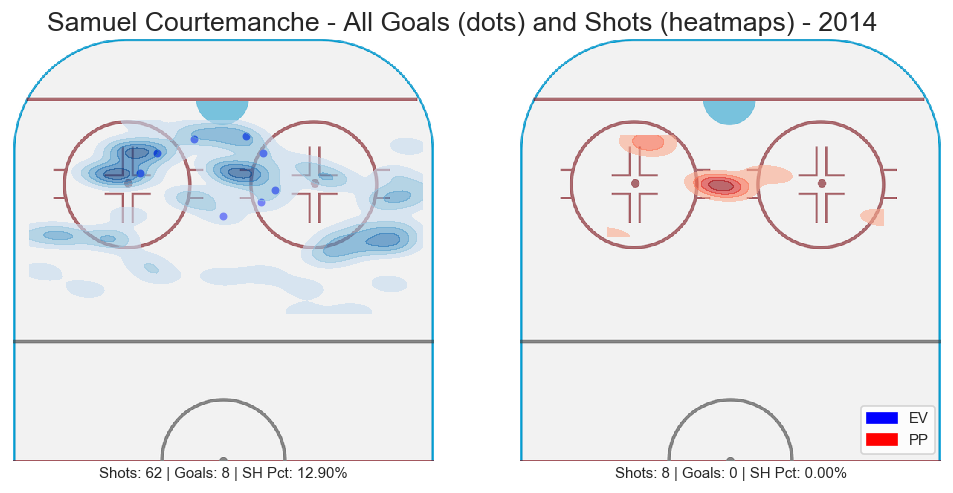 Samuel Courtemanche - All Goals (dots) and Shots (heatmaps) - 2014
EV
PP
Shots: 62 | Goals: 8 | SH Pct: 12.90%
Shots: 8 | Goals: 0 | SH Pct: 0.00%